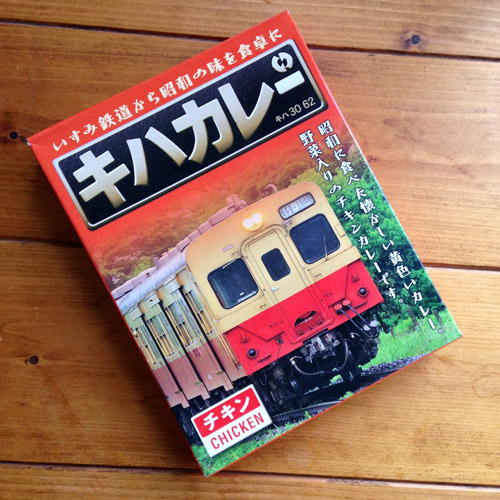 いすみ鉄道から昭和の味を食卓に
キハカレー
キハ30 62
昭和に食べた懐かしい黄色いカレー。
野菜入りのチキンカレーです。
チキン
CHICKEN